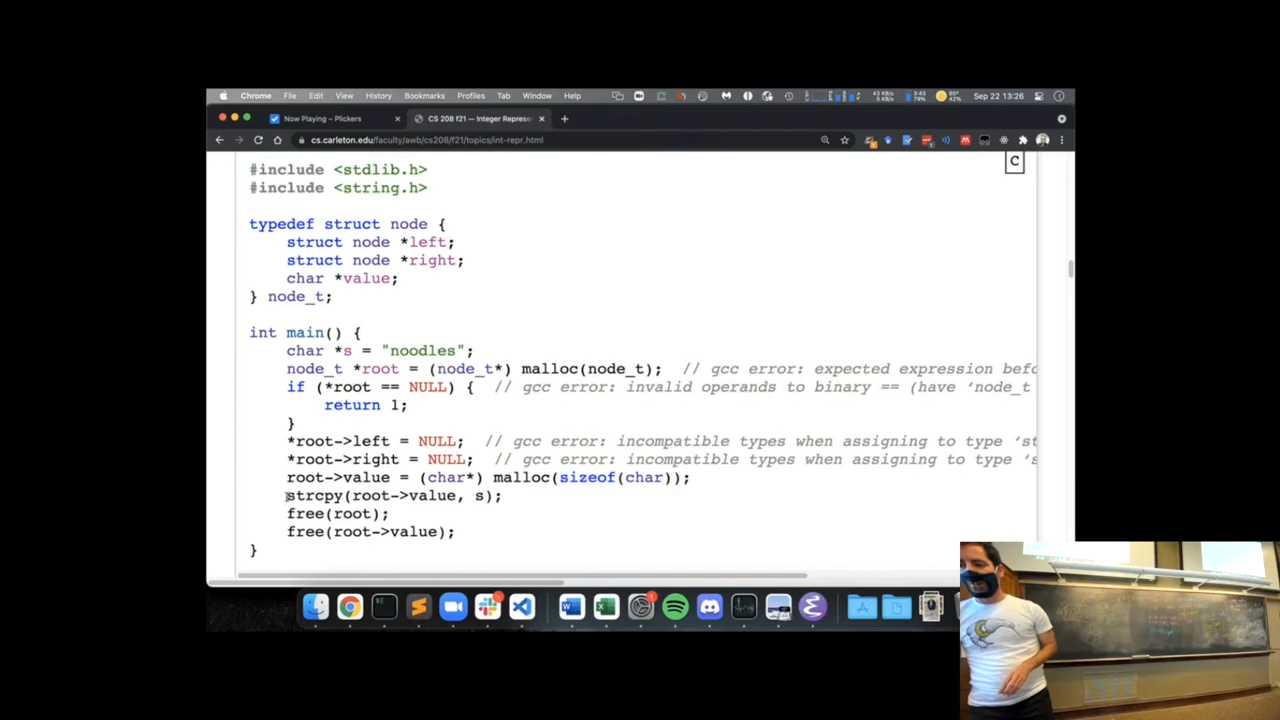 Chrome File Edit View History Bookmarks Profiles Tab Window Help Sep 22 13:26
Now Playing – Plickers CS 208 f21 — Integer Represe
cs.carleton.edu/faculty/awb/cs208/f21/topics/int-repr.html
C
#include <stdlib.h>
#include <string.h>
typedef struct node {
struct node *left;
struct node *right;
char *value;
} node_t;
int main() {
char *s = "noodles";
node_t *root = (node_t*) malloc(node_t); // gcc error: expected expression befo
if (*root == NULL) { // gcc error: invalid operands to binary == (have ‘node_t
return 1;
}
*root->left = NULL; // gcc error: incompatible types when assigning to type ‘st
*root->right = NULL; // gcc error: incompatible types when assigning to type ‘s
root->value = (char*) malloc(sizeof(char));
strcpy(root->value, s);
free(root);
free(root->value);
}